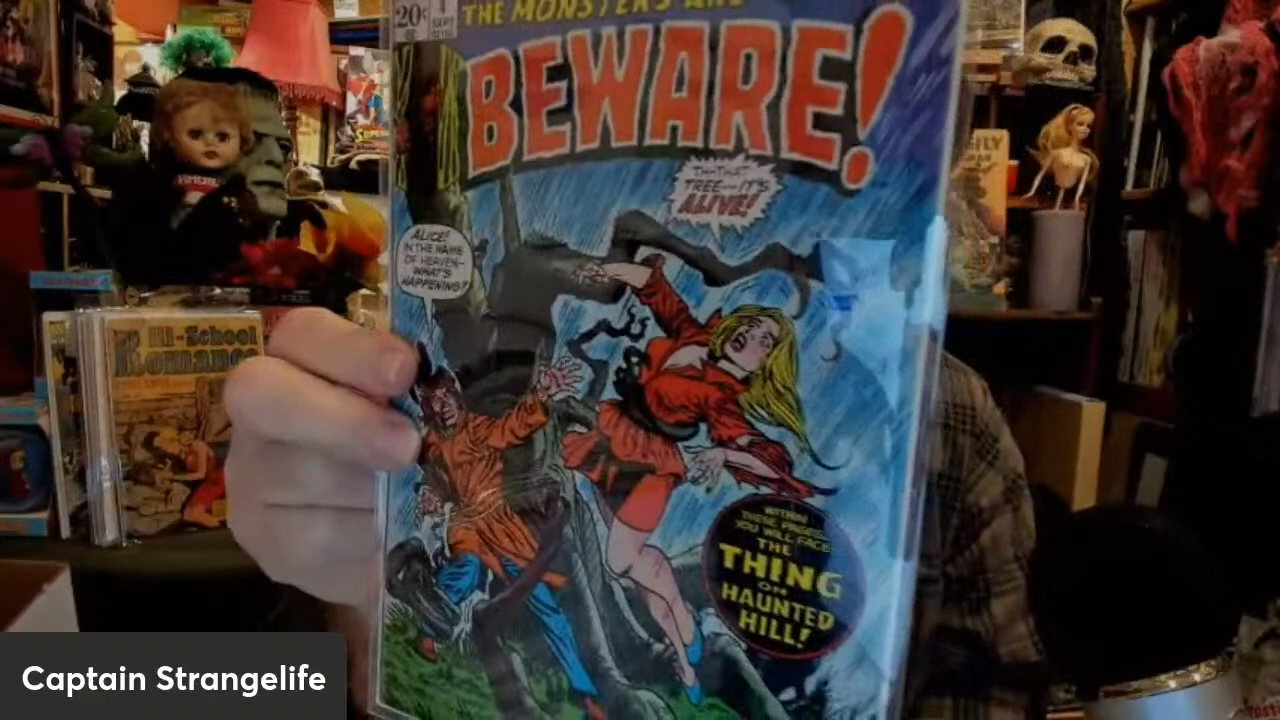 20¢
4
SEPT
THE MONSTERS ARE
BEWARE!
TH-THAT
TREE--IT'S
ALIVE!
ALICE!
IN THE NAME
OF HEAVEN--
WHAT'S
HAPPENING?
WITHIN
THESE PAGES
YOU WILL FACE
THE
THING
ON
HAUNTED
HILL!
Hi-School
Romance
Captain Strangelife